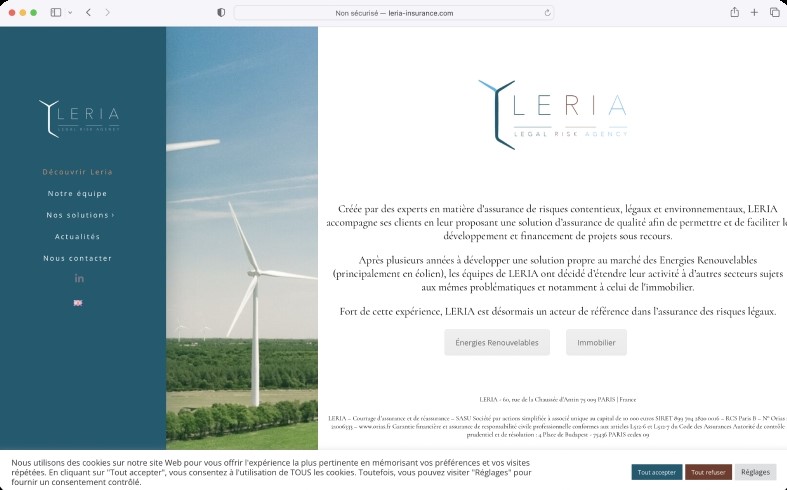 Non sécurisé — leria-insurance.com
LERIA
LEGAL RISK AGENCY
Découvrir Leria
Notre équipe
Nos solutions ›
Actualités
Nous contacter
in
LERIA
LEGAL RISK AGENCY
Créée par des experts en matière d'assurance de risques contentieux, légaux et environnementaux, LERIA
accompagne ses clients en leur proposant une solution d'assurance de qualité afin de permettre et de faciliter le
développement et financement de projets sous recours.
Après plusieurs années à développer une solution propre au marché des Energies Renouvelables
(principalement en éolien), les équipes de LERIA ont décidé d'étendre leur activité à d'autres secteurs sujets
aux mêmes problématiques et notamment à celui de l'immobilier.
Fort de cette expérience, LERIA est désormais un acteur de référence dans l'assurance des risques légaux.
Énergies Renouvelables
Immobilier
LERIA - 60, rue de la Chaussée d'Antin 75 009 PARIS | France
LERIA – Courtage d'assurance et de réassurance – SASU Société par actions simplifiée à associé unique au capital de 10 000 euros SIRET 899 704 2820 0016 – RCS Paris B – N° Orias
21006333 – www.orias.fr Garantie financière et assurance de responsabilité civile professionnelle conformes aux articles L512-6 et L512-7 du Code des Assurances Autorité de contrôle
prudentiel et de résolution : 4 Place de Budapest - 75436 PARIS cedex 09
Nous utilisons des cookies sur notre site Web pour vous offrir l'expérience la plus pertinente en mémorisant vos préférences et vos visites
répétées. En cliquant sur "Tout accepter", vous consentez à l'utilisation de TOUS les cookies. Toutefois, vous pouvez visiter "Réglages" pour
fournir un consentement contrôlé.
Tout accepter
Tout refuser
Réglages